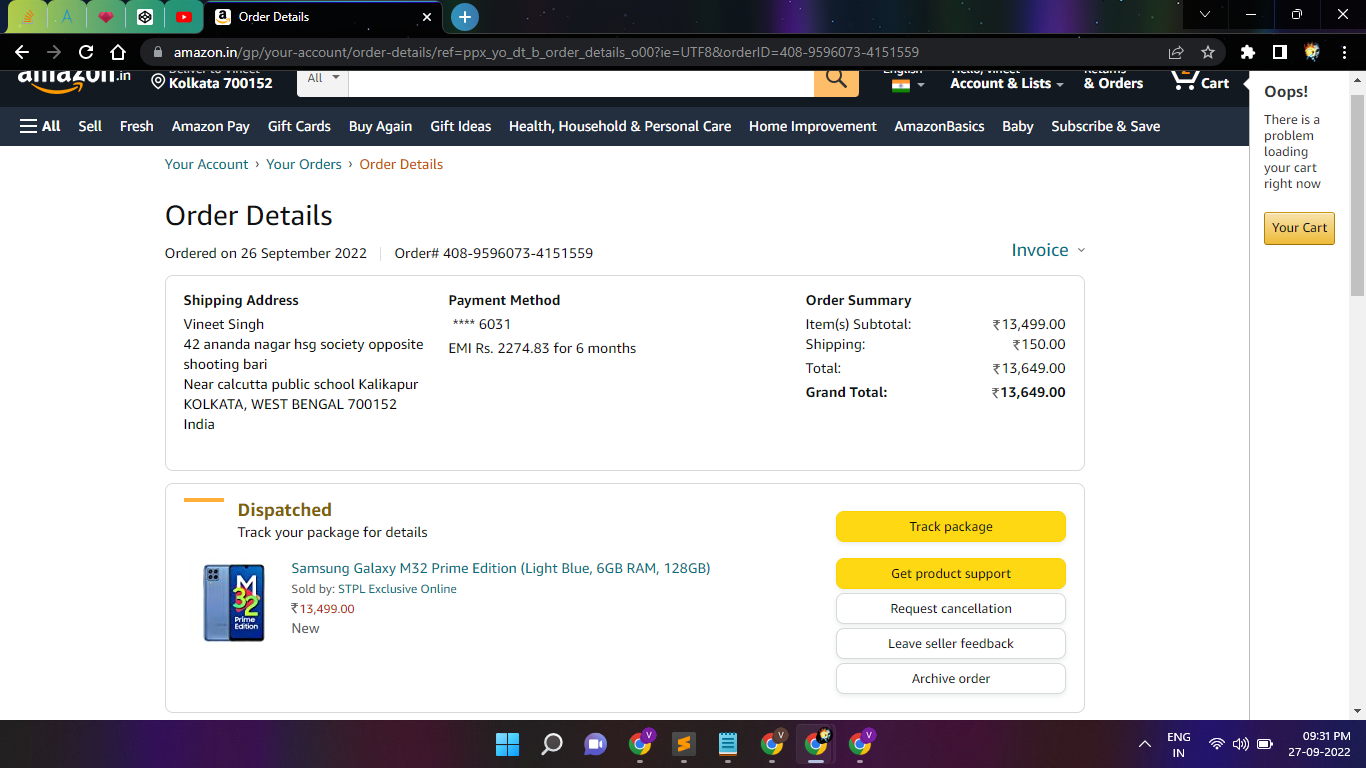 Order Details
amazon.in/gp/your-account/order-details/ref=ppx_yo_dt_b_order_details_o00?ie=UTF8&orderID=408-9596073-4151559
amazon.in
Deliver to Vineet
Kolkata 700152
All
English
Hello, Vineet
Account & Lists
Returns
& Orders
2
Cart
All Sell Fresh Amazon Pay Gift Cards Buy Again Gift Ideas Health, Household & Personal Care Home Improvement AmazonBasics Baby Subscribe & Save
Oops!
There is a
problem
loading
your cart
right now
Your Cart
Your Account › Your Orders › Order Details
Order Details
Ordered on 26 September 2022 Order# 408-9596073-4151559
Invoice
Shipping Address
Vineet Singh
42 ananda nagar hsg society opposite
shooting bari
Near calcutta public school Kalikapur
KOLKATA, WEST BENGAL 700152
India
Payment Method
**** 6031
EMI Rs. 2274.83 for 6 months
Order Summary
Item(s) Subtotal: ₹13,499.00
Shipping: ₹150.00
Total: ₹13,649.00
Grand Total: ₹13,649.00
Dispatched
Track your package for details
M
32
Prime
Edition
Samsung Galaxy M32 Prime Edition (Light Blue, 6GB RAM, 128GB)
Sold by: STPL Exclusive Online
₹13,499.00
New
Track package
Get product support
Request cancellation
Leave seller feedback
Archive order
V
V
V
ENG
IN
09:31 PM
27-09-2022